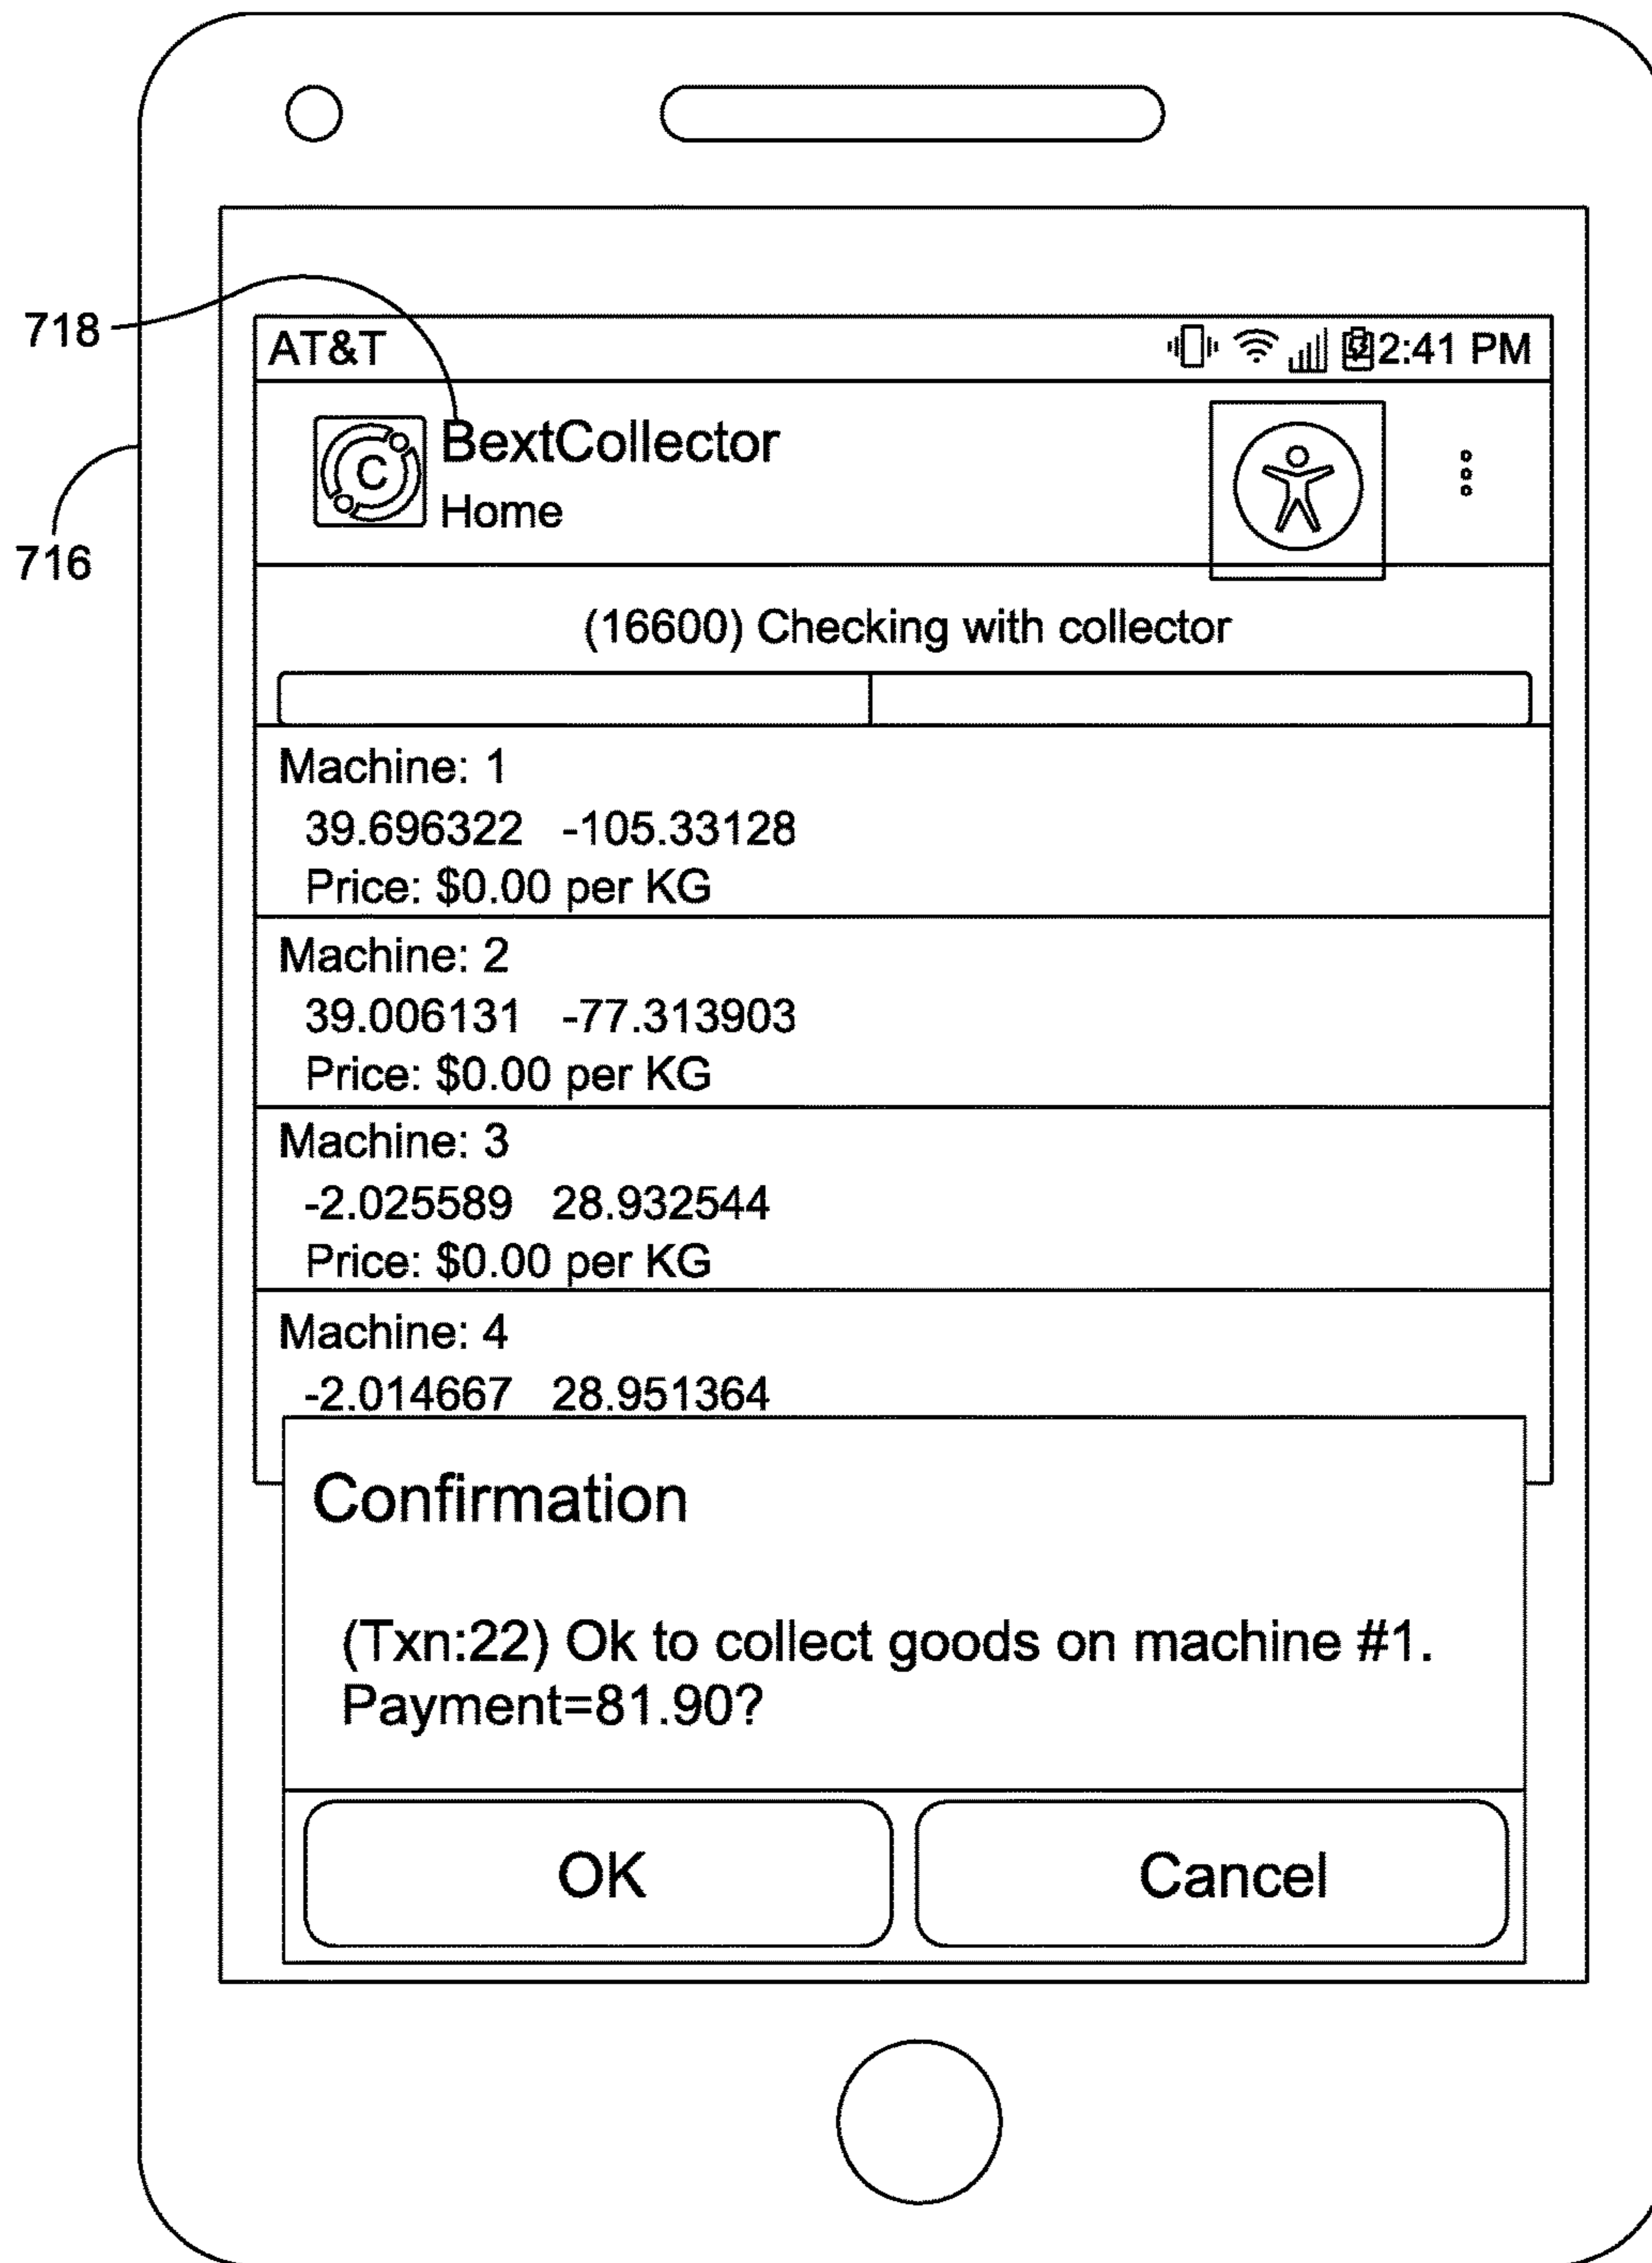 718
716
AT&T 2:41 PM
C
BextCollector
Home
(16600) Checking with collector
Machine: 1
39.696322 -105.33128
Price: $0.00 per KG
Machine: 2
39.006131 -77.313903
Price: $0.00 per KG
Machine: 3
-2.025589 28.932544
Price: $0.00 per KG
Machine: 4
-2.014667 28.951364
Confirmation
(Txn:22) Ok to collect goods on machine #1.
Payment=81.90?
OK Cancel